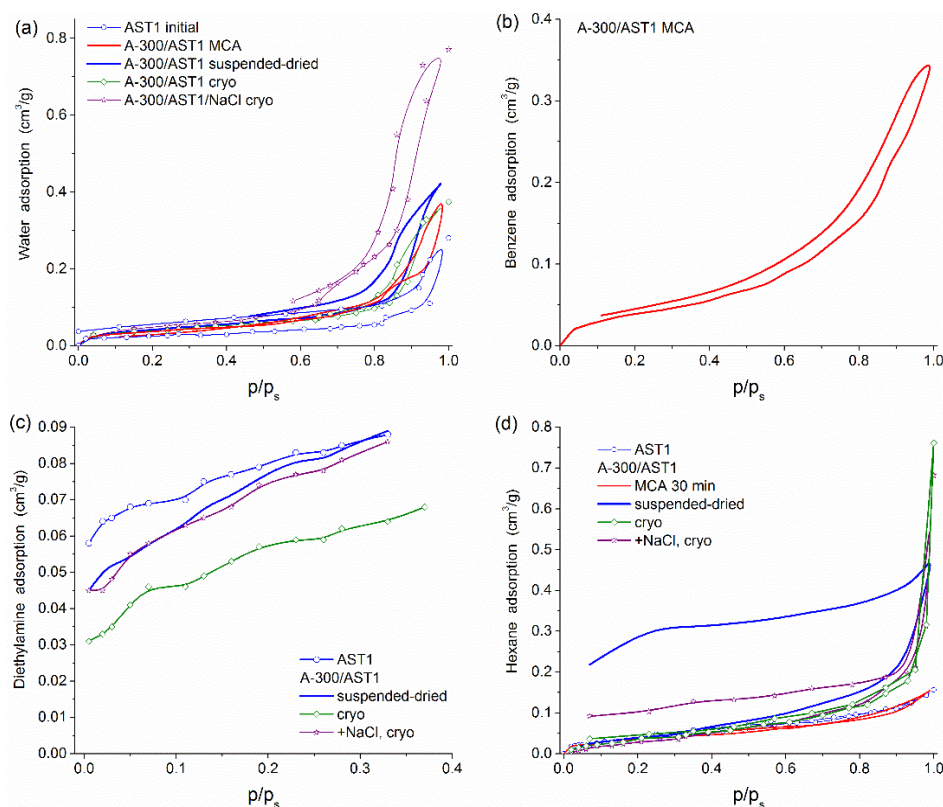 (a)
AST1 initial
A-300/AST1 MCA
A-300/AST1 suspended-dried
A-300/AST1 cryo
A-300/AST1/NaCl cryo
Water adsorption (cm³/g)
0.8
0.6
0.4
0.2
0.0
0.0 0.2 0.4 0.6 0.8 1.0
p/pₛ
(b)
A-300/AST1 MCA
Benzene adsorption (cm³/g)
0.4
0.3
0.2
0.1
0.0
0.0 0.2 0.4 0.6 0.8 1.0
p/pₛ
(c)
Diethylamine adsorption (cm³/g)
0.09
0.08
0.07
0.06
0.05
0.04
0.03
0.02
0.01
0.00
AST1
A-300/AST1
suspended-dried
cryo
+NaCl, cryo
0.0 0.1 0.2 0.3 0.4
p/pₛ
(d)
Hexane adsorption (cm³/g)
0.8
0.7
0.6
0.5
0.4
0.3
0.2
0.1
0.0
AST1
A-300/AST1
MCA 30 min
suspended-dried
cryo
+NaCl, cryo
0.0 0.2 0.4 0.6 0.8 1.0
p/pₛ